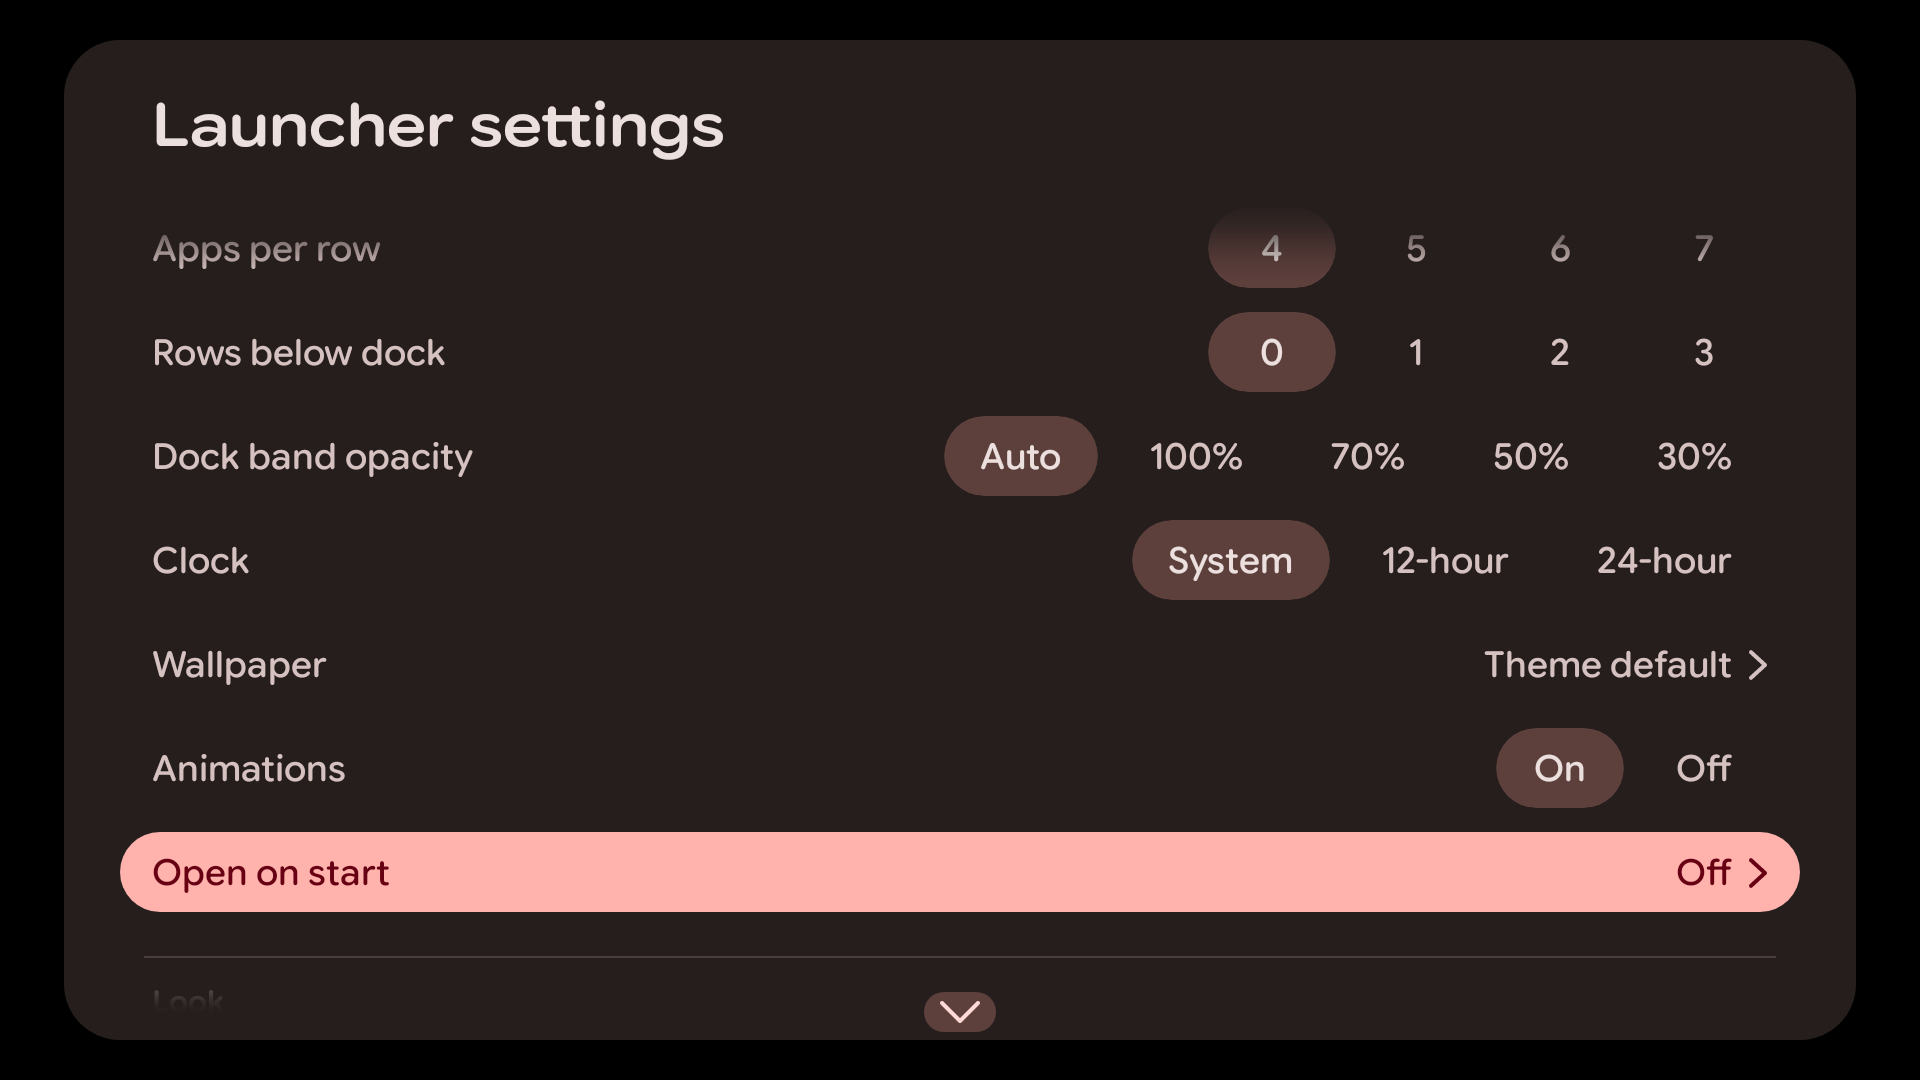 Launcher settings
Apps per row 4 5 6 7
Rows below dock 0 1 2 3
Dock band opacity Auto 100% 70% 50% 30%
Clock System 12-hour 24-hour
Wallpaper Theme default
Animations On Off
Open on start Off
Look